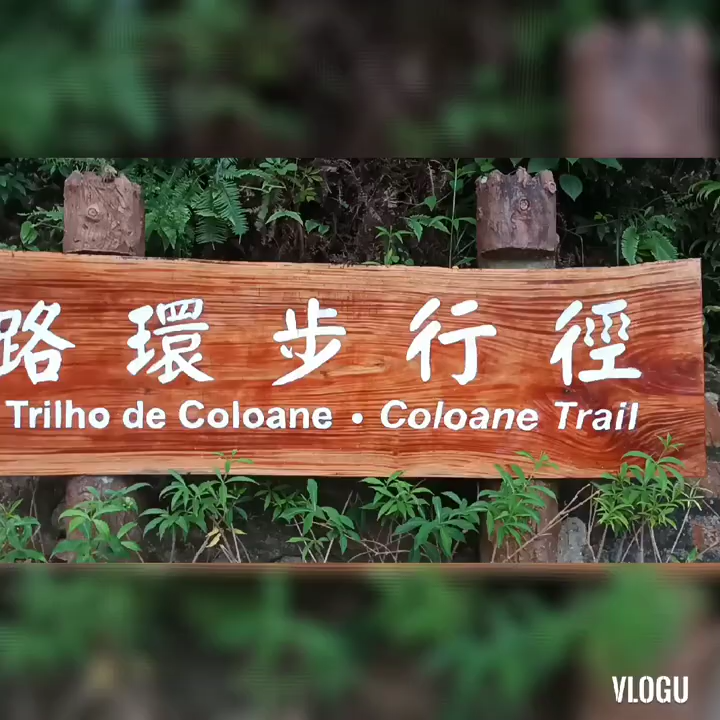 路環步行徑
Trilho de Coloane • Coloane Trail
VLOGU